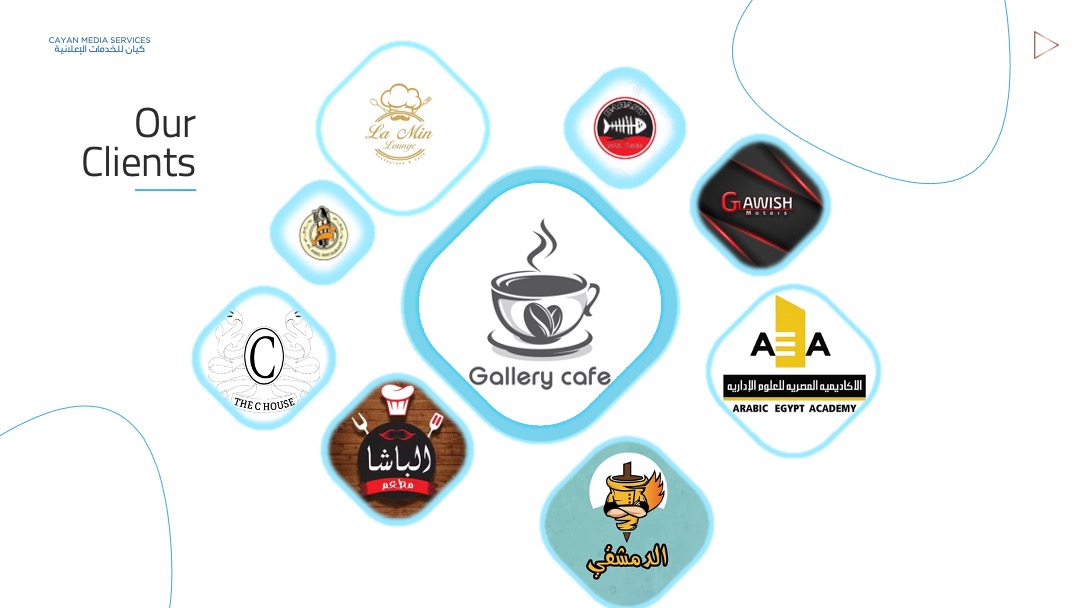 CAYAN MEDIA SERVICES
كيان للخدمات الإعلانية
Our
Clients
La Min
Lounge
GAWISH
Motors
Gallery cafe
C
THE C HOUSE
الباشا
مطعم
AEA
الاكاديميه المصريه للعلوم الإداريه
ARABIC EGYPT ACADEMY
الدمشقي